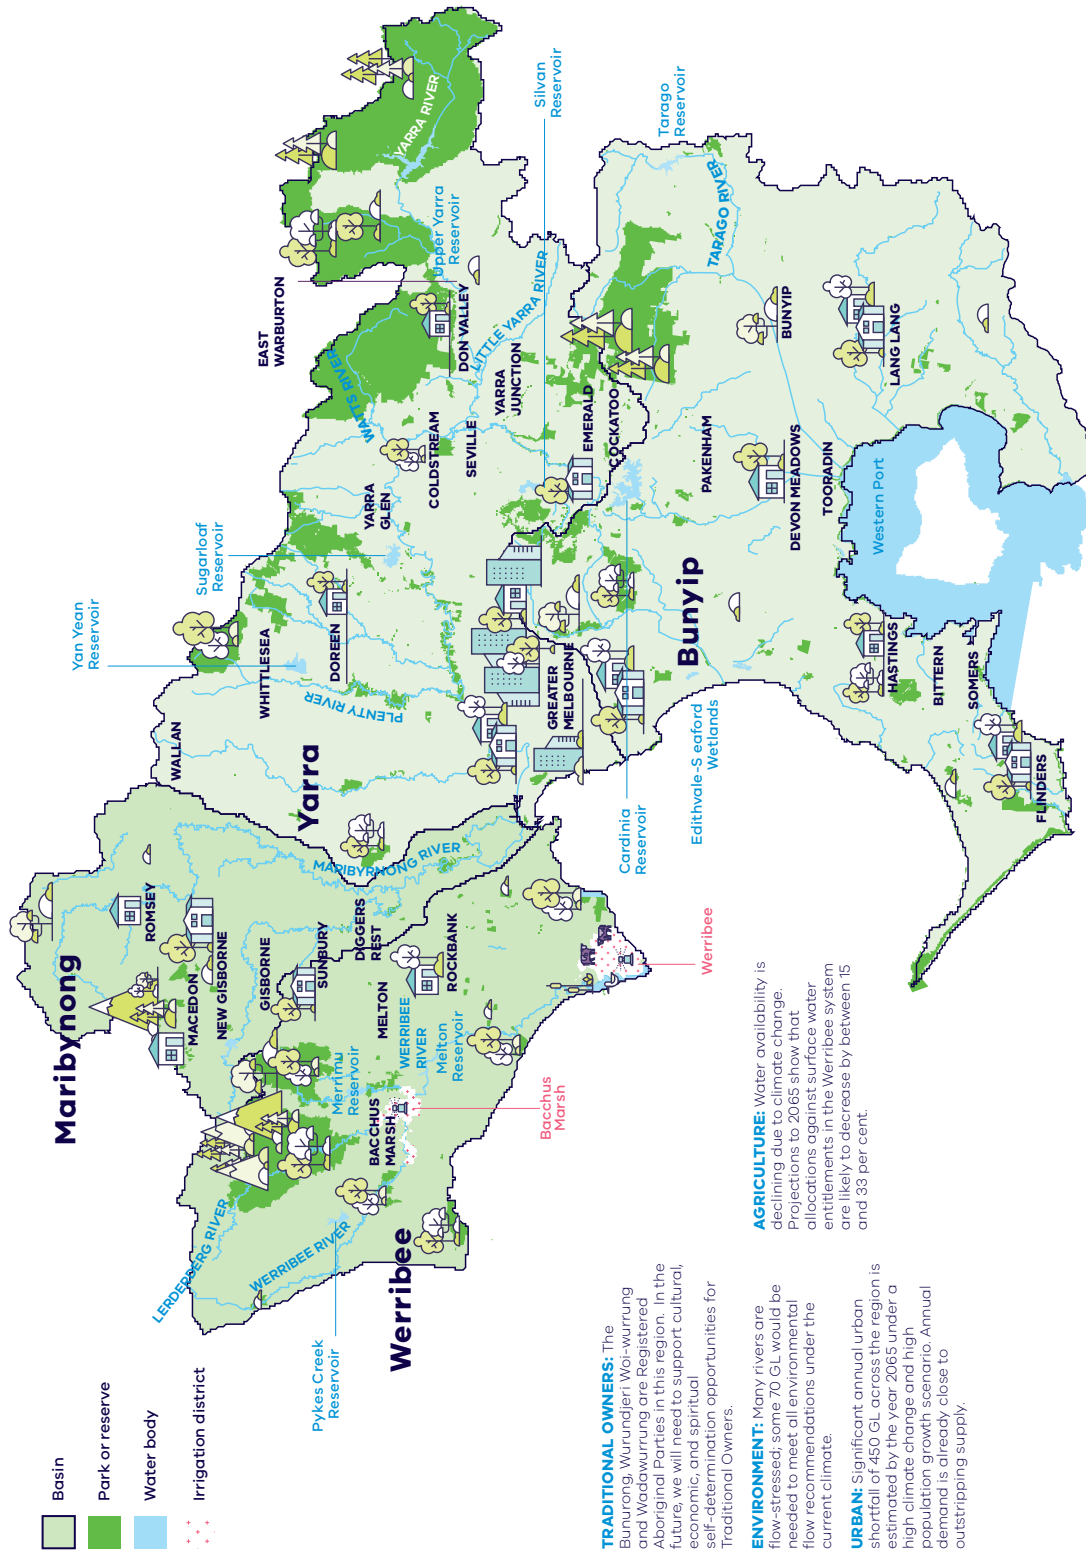 Basin
Park or reserve
Water body
Irrigation district
Maribynong
Werribee
Yarra
Bunyip
LERDERBERG RIVER
WERRIBEE RIVER
Pykes Creek
Reservoir
MACEDON
NEW GISBORNE
ROMSEY
GISBORNE
SUNBURY
DIGGERS
REST
MARIBYRNONG RIVER
Merrimu
Reservoir
BACCHUS
MARSH
MELTON
WERRIBEE
RIVER
Melton
Reservoir
ROCKBANK
Bacchus
Marsh
Werribee
WALLAN
Yan Yean
Reservoir
WHITTLESEA
DOREEN
PLENTY RIVER
Sugarloaf
Reservoir
YARRA
GLEN
EAST
WARBURTON
WATTS RIVER
COLDSTREAM
SEVILLE
YARRA
JUNCTION
DON VALLEY
Upper Yarra
Reservoir
LITTLE YARRA RIVER
YARRA RIVER
Silvan
Reservoir
GREATER
MELBOURNE
EMERALD
COCKATOO
Cardinia
Reservoir
Edithvale-S eaford
Wetlands
Tarago
Reservoir
TARAGO RIVER
PAKENHAM
BUNYIP
DEVON MEADOWS
TOORADIN
LANG LANG
Western Port
HASTINGS
BITTERN
SOMERS
FLINDERS
TRADITIONAL OWNERS: The
Bunurong, Wurundjeri Woi-wurrung
and Wadawurrung are Registered
Aboriginal Parties in this region. In the
future, we will need to support cultural,
economic, and spiritual
self-determination opportunities for
Traditional Owners.
ENVIRONMENT: Many rivers are
flow-stressed; some 70 GL would be
needed to meet all environmental
flow recommendations under the
current climate.
URBAN: Significant annual urban
shortfall of 450 GL across the region is
estimated by the year 2065 under a
high climate change and high
population growth scenario. Annual
demand is already close to
outstripping supply.
AGRICULTURE: Water availability is
declining due to climate change.
Projections to 2065 show that
allocations against surface water
entitlements in the Werribee system
are likely to decrease by between 15
and 33 per cent.